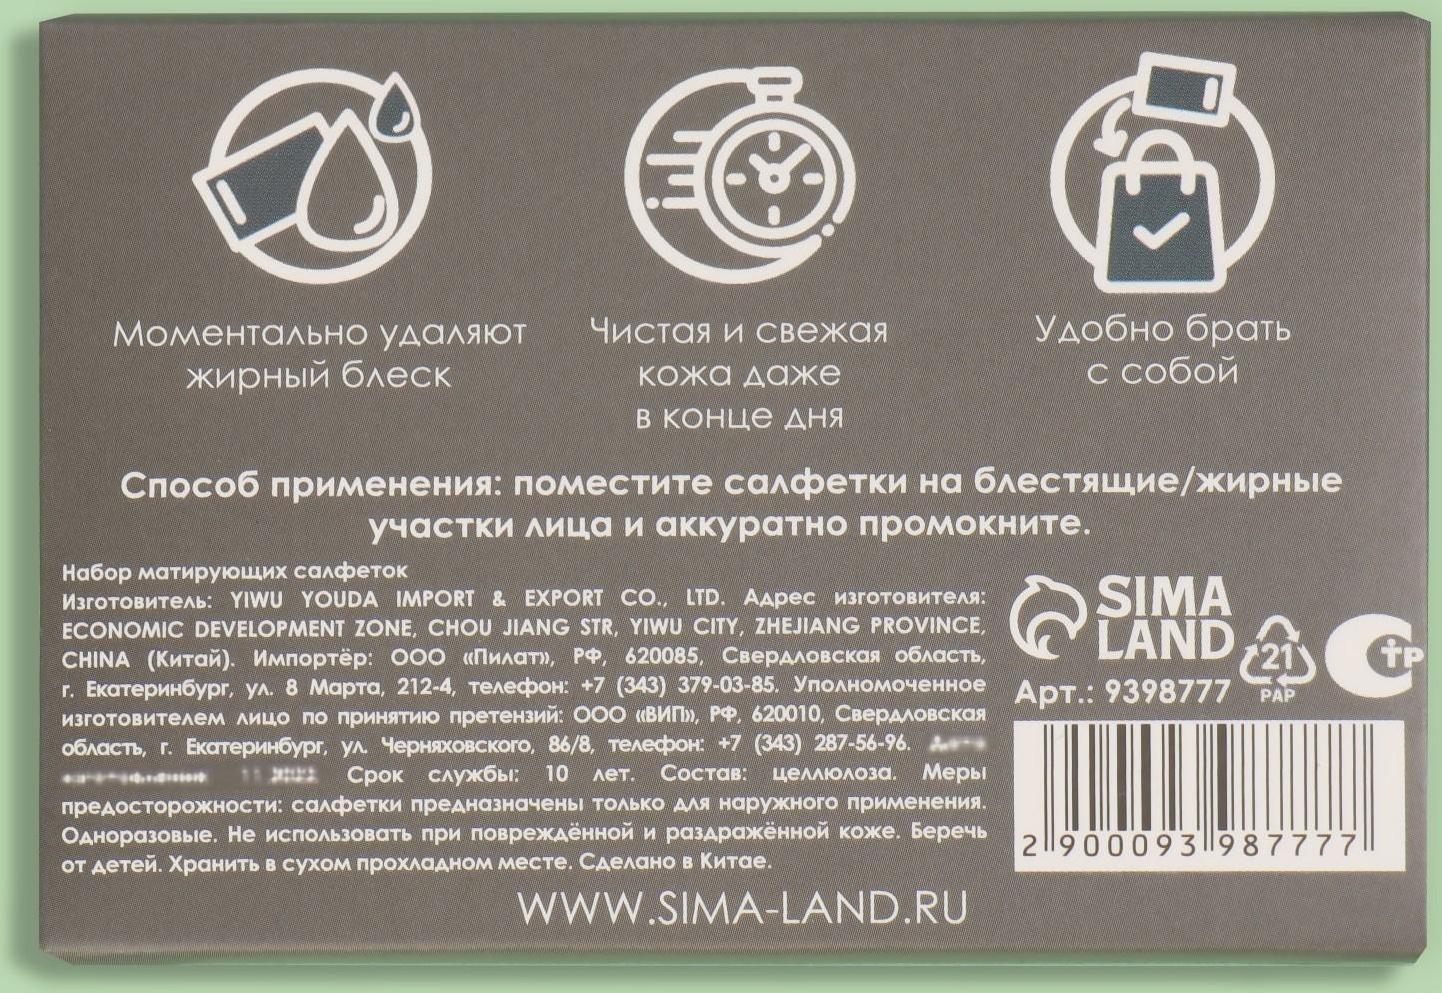 Моментально удаляют
жирный блеск
Чистая и свежая
кожа даже
в конце дня
Удобно брать
с собой
Способ применения: поместите салфетки на блестящие/жирные
участки лица и аккуратно промокните.
Набор матирующих салфеток
Изготовитель: YIWU YOUDA IMPORT & EXPORT CO., LTD. Адрес изготовителя:
ECONOMIC DEVELOPMENT ZONE, CHOU JIANG STR, YIWU CITY, ZHEJIANG PROVINCE,
CHINA (Китай). Импортёр: ООО «Пилат», РФ, 620085, Свердловская область,
г. Екатеринбург, ул. 8 Марта, 212-4, телефон: +7 (343) 379-03-85. Уполномоченное
изготовителем лицо по принятию претензий: ООО «ВИП», РФ, 620010, Свердловская
область, г. Екатеринбург, ул. Черняховского, 86/8, телефон: +7 (343) 287-56-96.
Срок службы: 10 лет. Состав: целлюлоза. Меры
предосторожности: салфетки предназначены только для наружного применения.
Одноразовые. Не использовать при повреждённой и раздражённой коже. Беречь
от детей. Хранить в сухом прохладном месте. Сделано в Китае.
SIMA
LAND
21
PAP
СТР
Арт.: 9398777
2 900093 987777
WWW.SIMA-LAND.RU